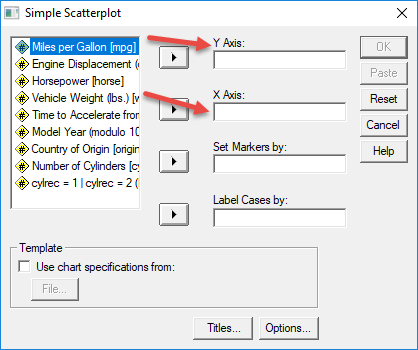 Simple Scatterplot
Miles per Gallon [mpg]
Engine Displacement (
Horsepower [horse]
Vehicle Weight (lbs.) [w
Time to Accelerate from
Model Year (modulo 10
Country of Origin [origin
Number of Cylinders [cy
cylrec = 1 | cylrec = 2 (
Y Axis:
X Axis:
Set Markers by:
Label Cases by:
OK
Paste
Reset
Cancel
Help
Template
Use chart specifications from:
File...
Titles...
Options...